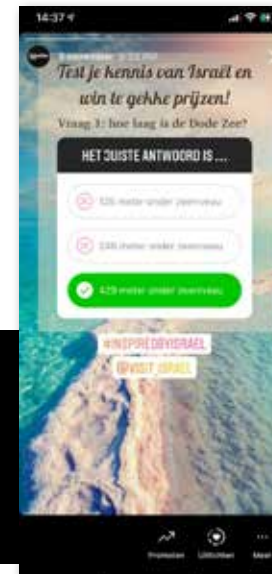 14:37
Test je kennis van Israël en
win te gekke prijzen!
Vraag 3: hoe laag is de Dode Zee?
HET JUISTE ANTWOORD IS ...
meter onder zeeniveau
meter onder zeeniveau
429 meter onder zeeniveau
#INSPIREDBYISRAEL
@VISIT_ISRAEL
Promoten Uitlichten Meer